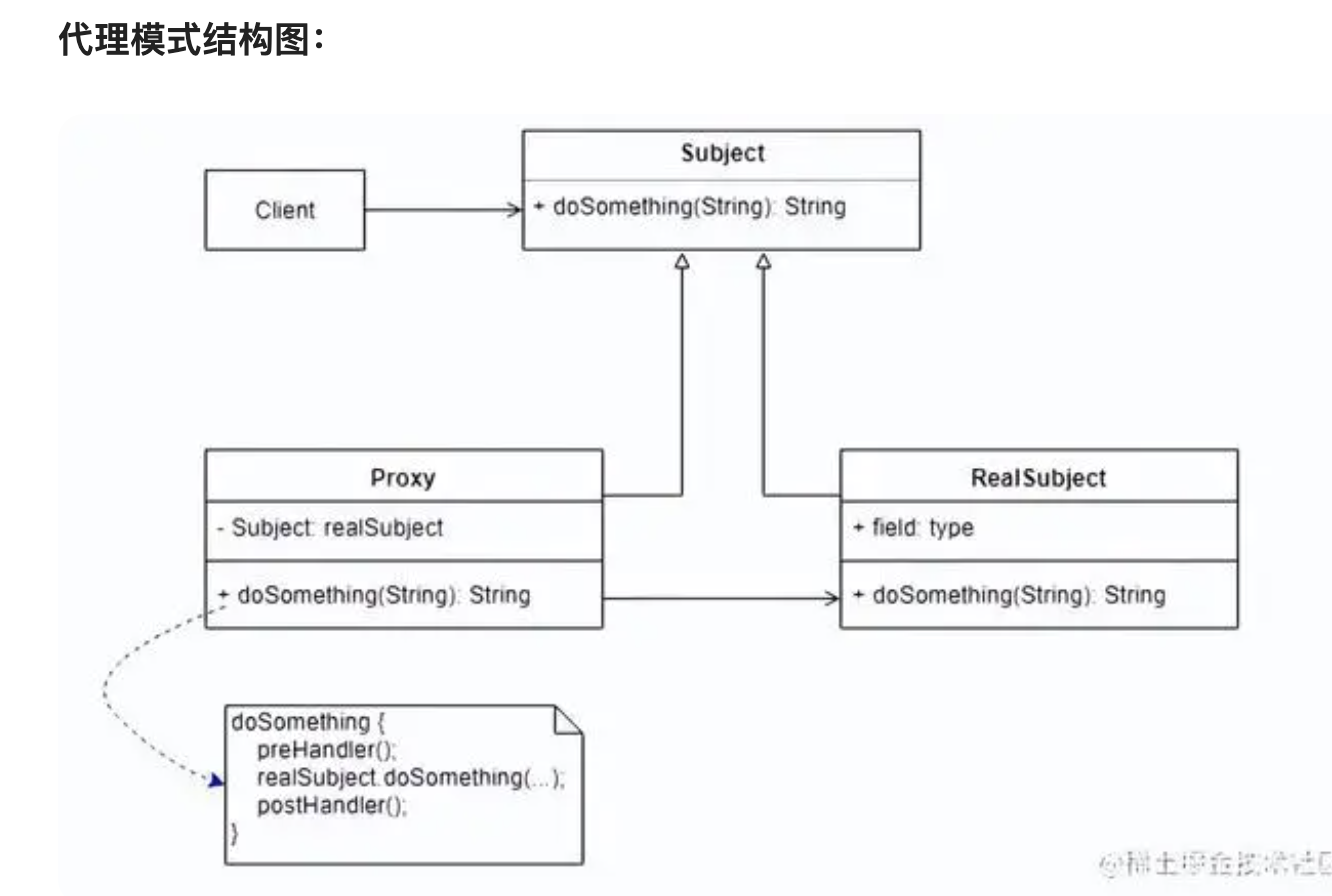 代理模式结构图：
Subject
Client
+ doSomething(String): String
Proxy
RealSubject
- Subject: realSubject
+ field: type
+ doSomething(String): String
+ doSomething(String): String
doSomething {
preHandler();
realSubject.doSomething(...);
postHandler();
}
@稀土掘金技术社区